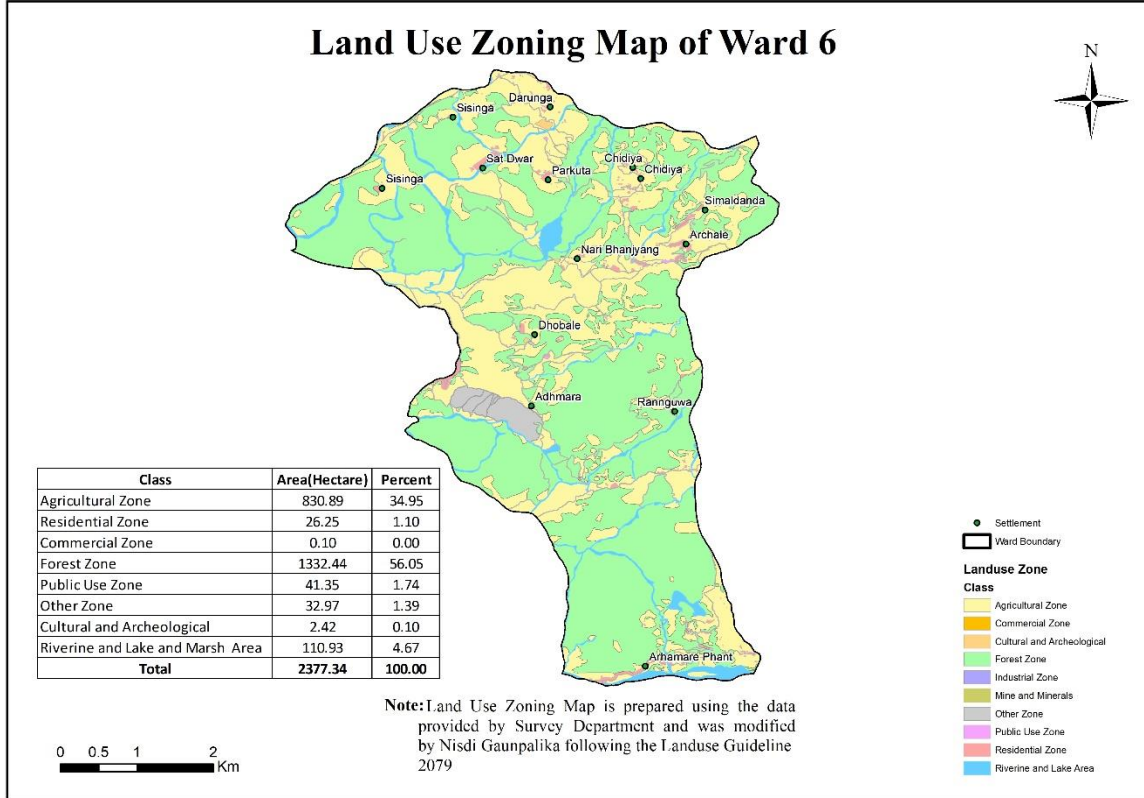 Land Use Zoning Map of Ward 6
N
Darunga
Sisinga
Sat Dwar
Chidiya
Parkuta
Chidiya
Sisinga
Simaldanda
Archale
Nari Bhanjyang
Dhobale
Adhmara
Rannguwa
Arhamare Phant
Class Area(Hectare) Percent
Agricultural Zone 830.89 34.95
Residential Zone 26.25 1.10
Commercial Zone 0.10 0.00
Forest Zone 1332.44 56.05
Public Use Zone 41.35 1.74
Other Zone 32.97 1.39
Cultural and Archeological 2.42 0.10
Riverine and Lake and Marsh Area 110.93 4.67
Total 2377.34 100.00
Note: Land Use Zoning Map is prepared using the data
provided by Survey Department and was modified
by Nisdi Gaunpalika following the Landuse Guideline
2079
0 0.5 1 2
Km
Settlement
Ward Boundary
Landuse Zone
Class
Agricultural Zone
Commercial Zone
Cultural and Archeological
Forest Zone
Industrial Zone
Mine and Minerals
Other Zone
Public Use Zone
Residential Zone
Riverine and Lake Area